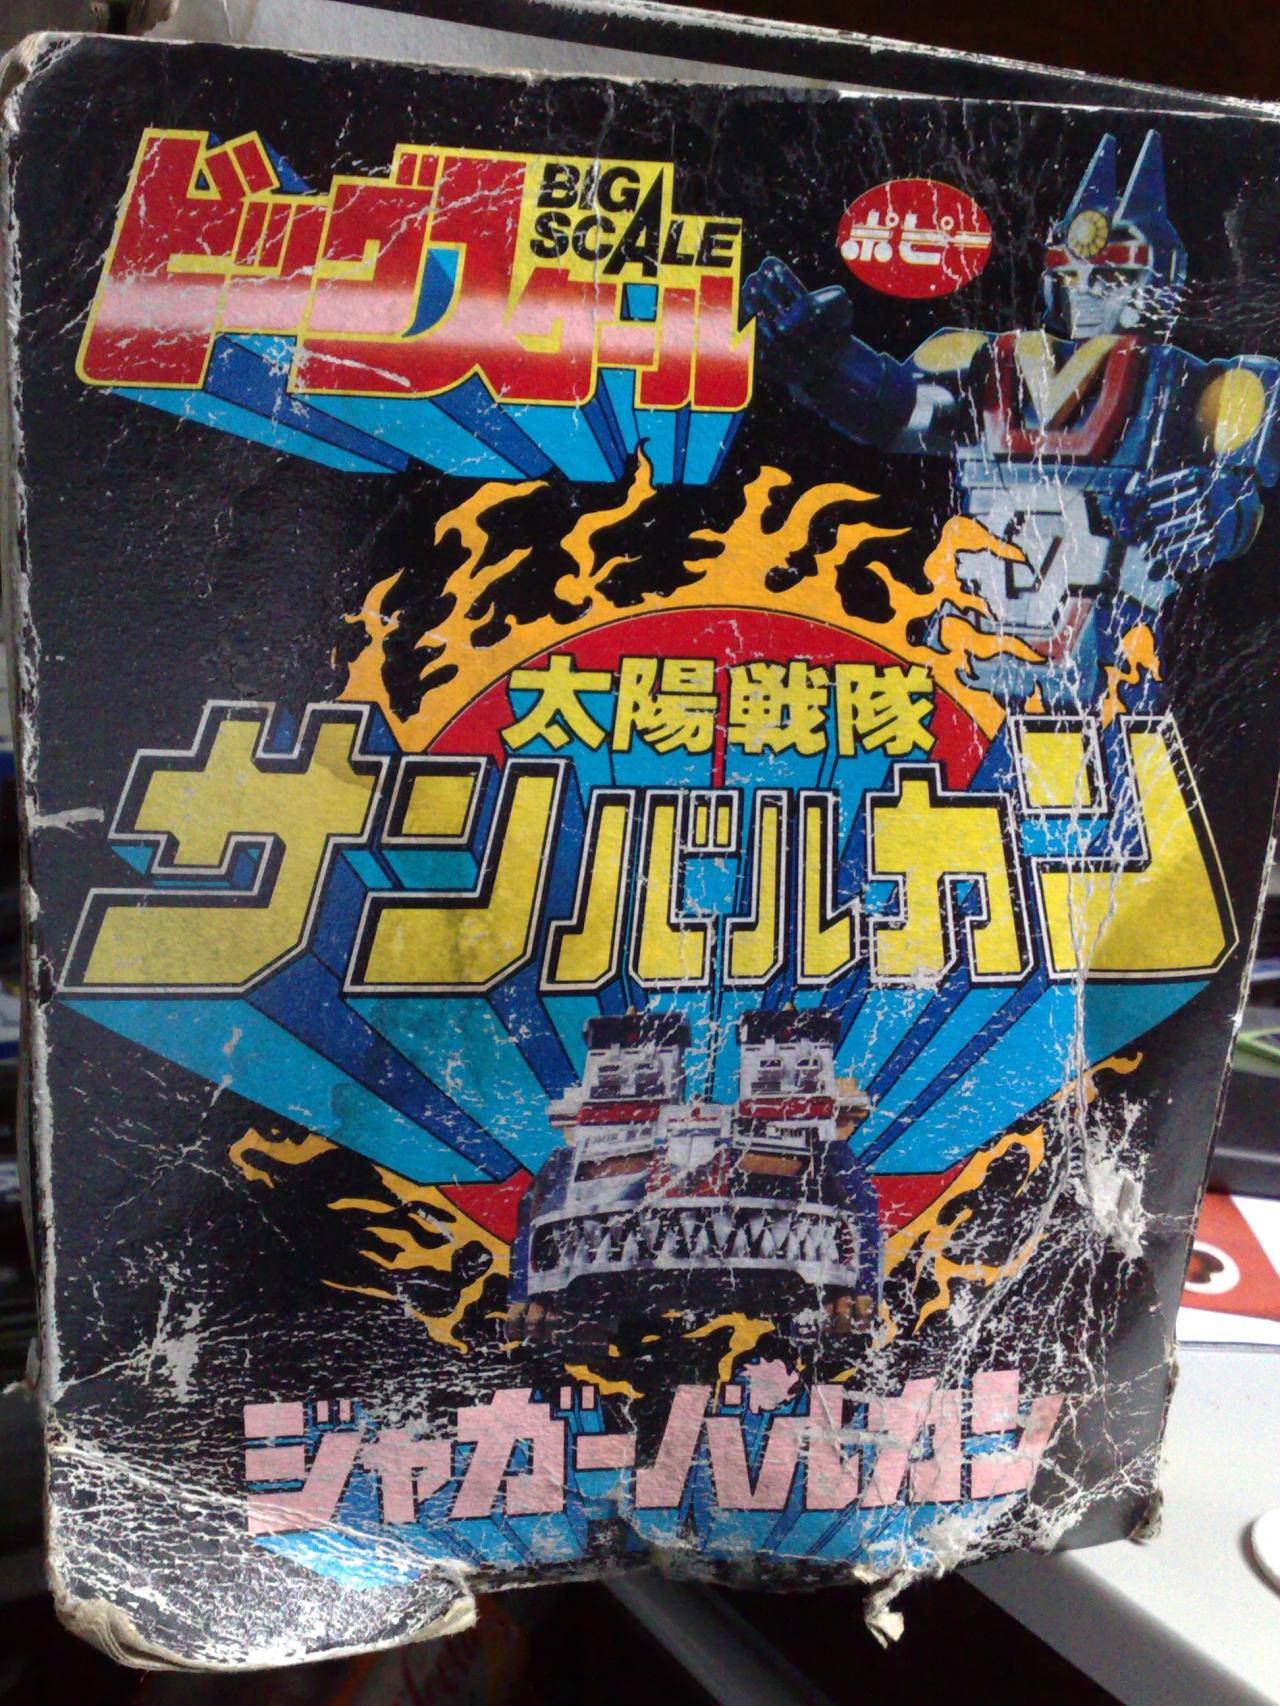 ビッグスケール
BIG
SCALE
ポピー
太陽戦隊
サンバルカン
ジャガーバルカン